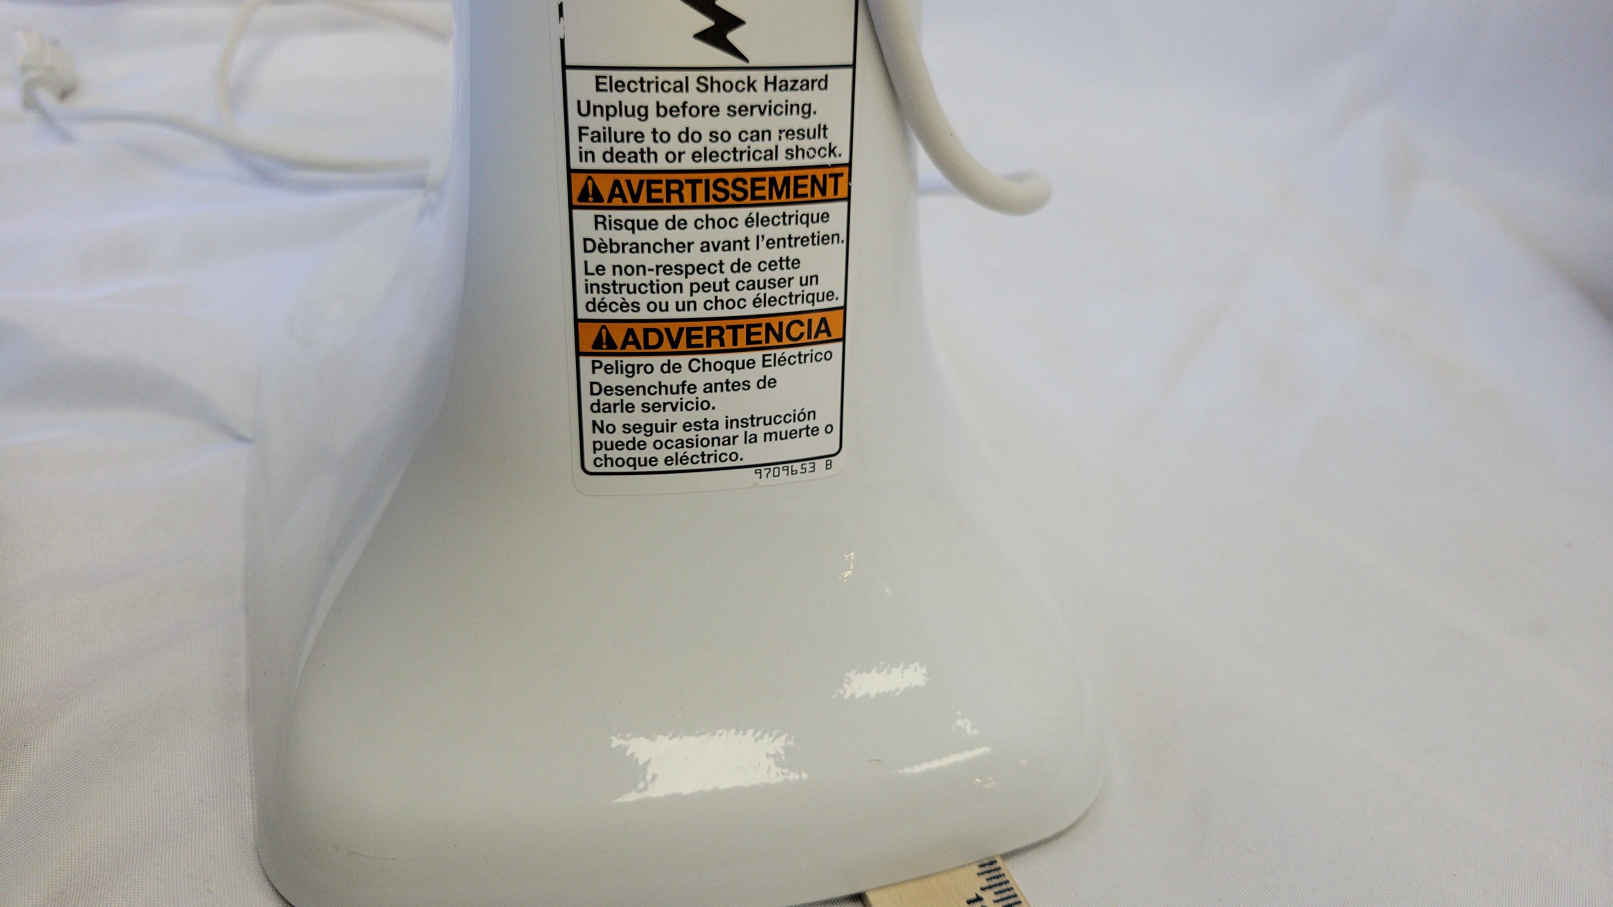 Electrical Shock Hazard
Unplug before servicing.
Failure to do so can result
in death or electrical shock.
AVERTISSEMENT
Risque de choc électrique
Dèbrancher avant l'entretien.
Le non-respect de cette
instruction peut causer un
décès ou un choc électrique.
ADVERTENCIA
Peligro de Choque Eléctrico
Desenchufe antes de
darle servicio.
No seguir esta instrucción
puede ocasionar la muerte o
choque eléctrico.
9709653 B